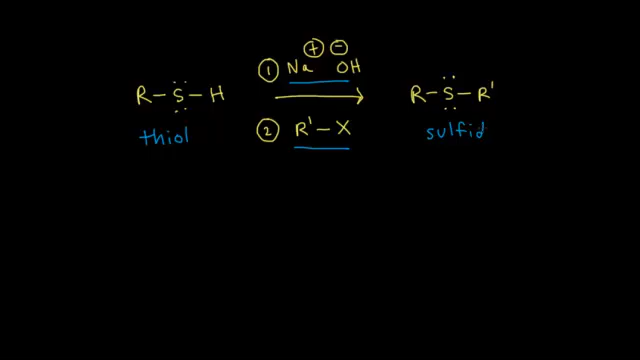 ① Na⊕ OH⊖
R – S̈ – H
R – S̈ – R'
② R' – X
thiol
sulfid